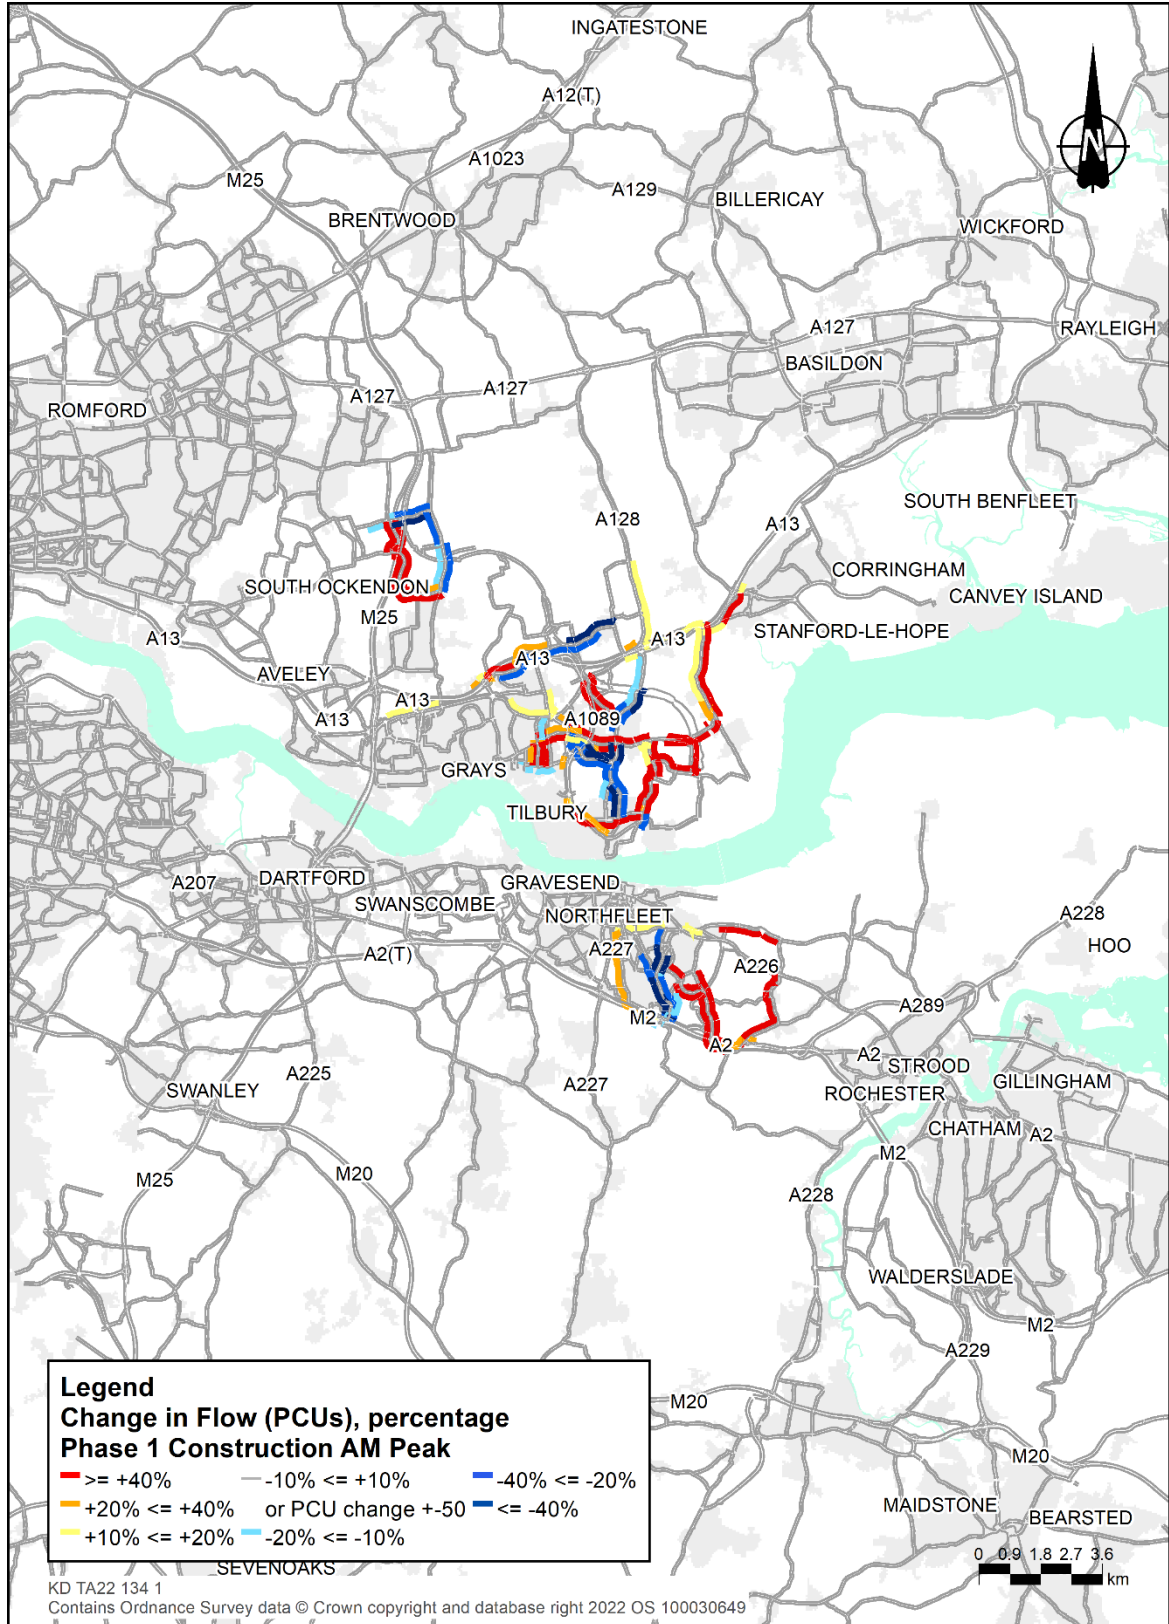 INGATESTONE
A12(T)
A1023
M25
A129
BILLERICAY
BRENTWOOD
WICKFORD
N
A127
RAYLEIGH
BASILDON
A127
A127
ROMFORD
SOUTH BENFLEET
A128
A13
CORRINGHAM
SOUTH OCKENDON
CANVEY ISLAND
M25
STANFORD-LE-HOPE
A13
A13
A13
AVELEY
A13
A13
A1089
GRAYS
TILBURY
DARTFORD
A207
GRAVESEND
SWANSCOMBE
NORTHFLEET
A228
HOO
A2(T)
A227
A226
A289
M2
A2
A2
STROOD
A225
GILLINGHAM
SWANLEY
A227
ROCHESTER
CHATHAM
A2
M2
M25
M20
A228
WALDERSLADE
M2
A229
M20
M20
MAIDSTONE
BEARSTED
Legend
Change in Flow (PCUs), percentage
Phase 1 Construction AM Peak
>= +40%
-10% <= +10%
-40% <= -20%
+20% <= +40%
or PCU change +-50
<= -40%
+10% <= +20%
-20% <= -10%
SEVENOAKS
0 0.9 1.8 2.7 3.6
km
KD TA22 134 1
Contains Ordnance Survey data © Crown copyright and database right 2022 OS 100030649